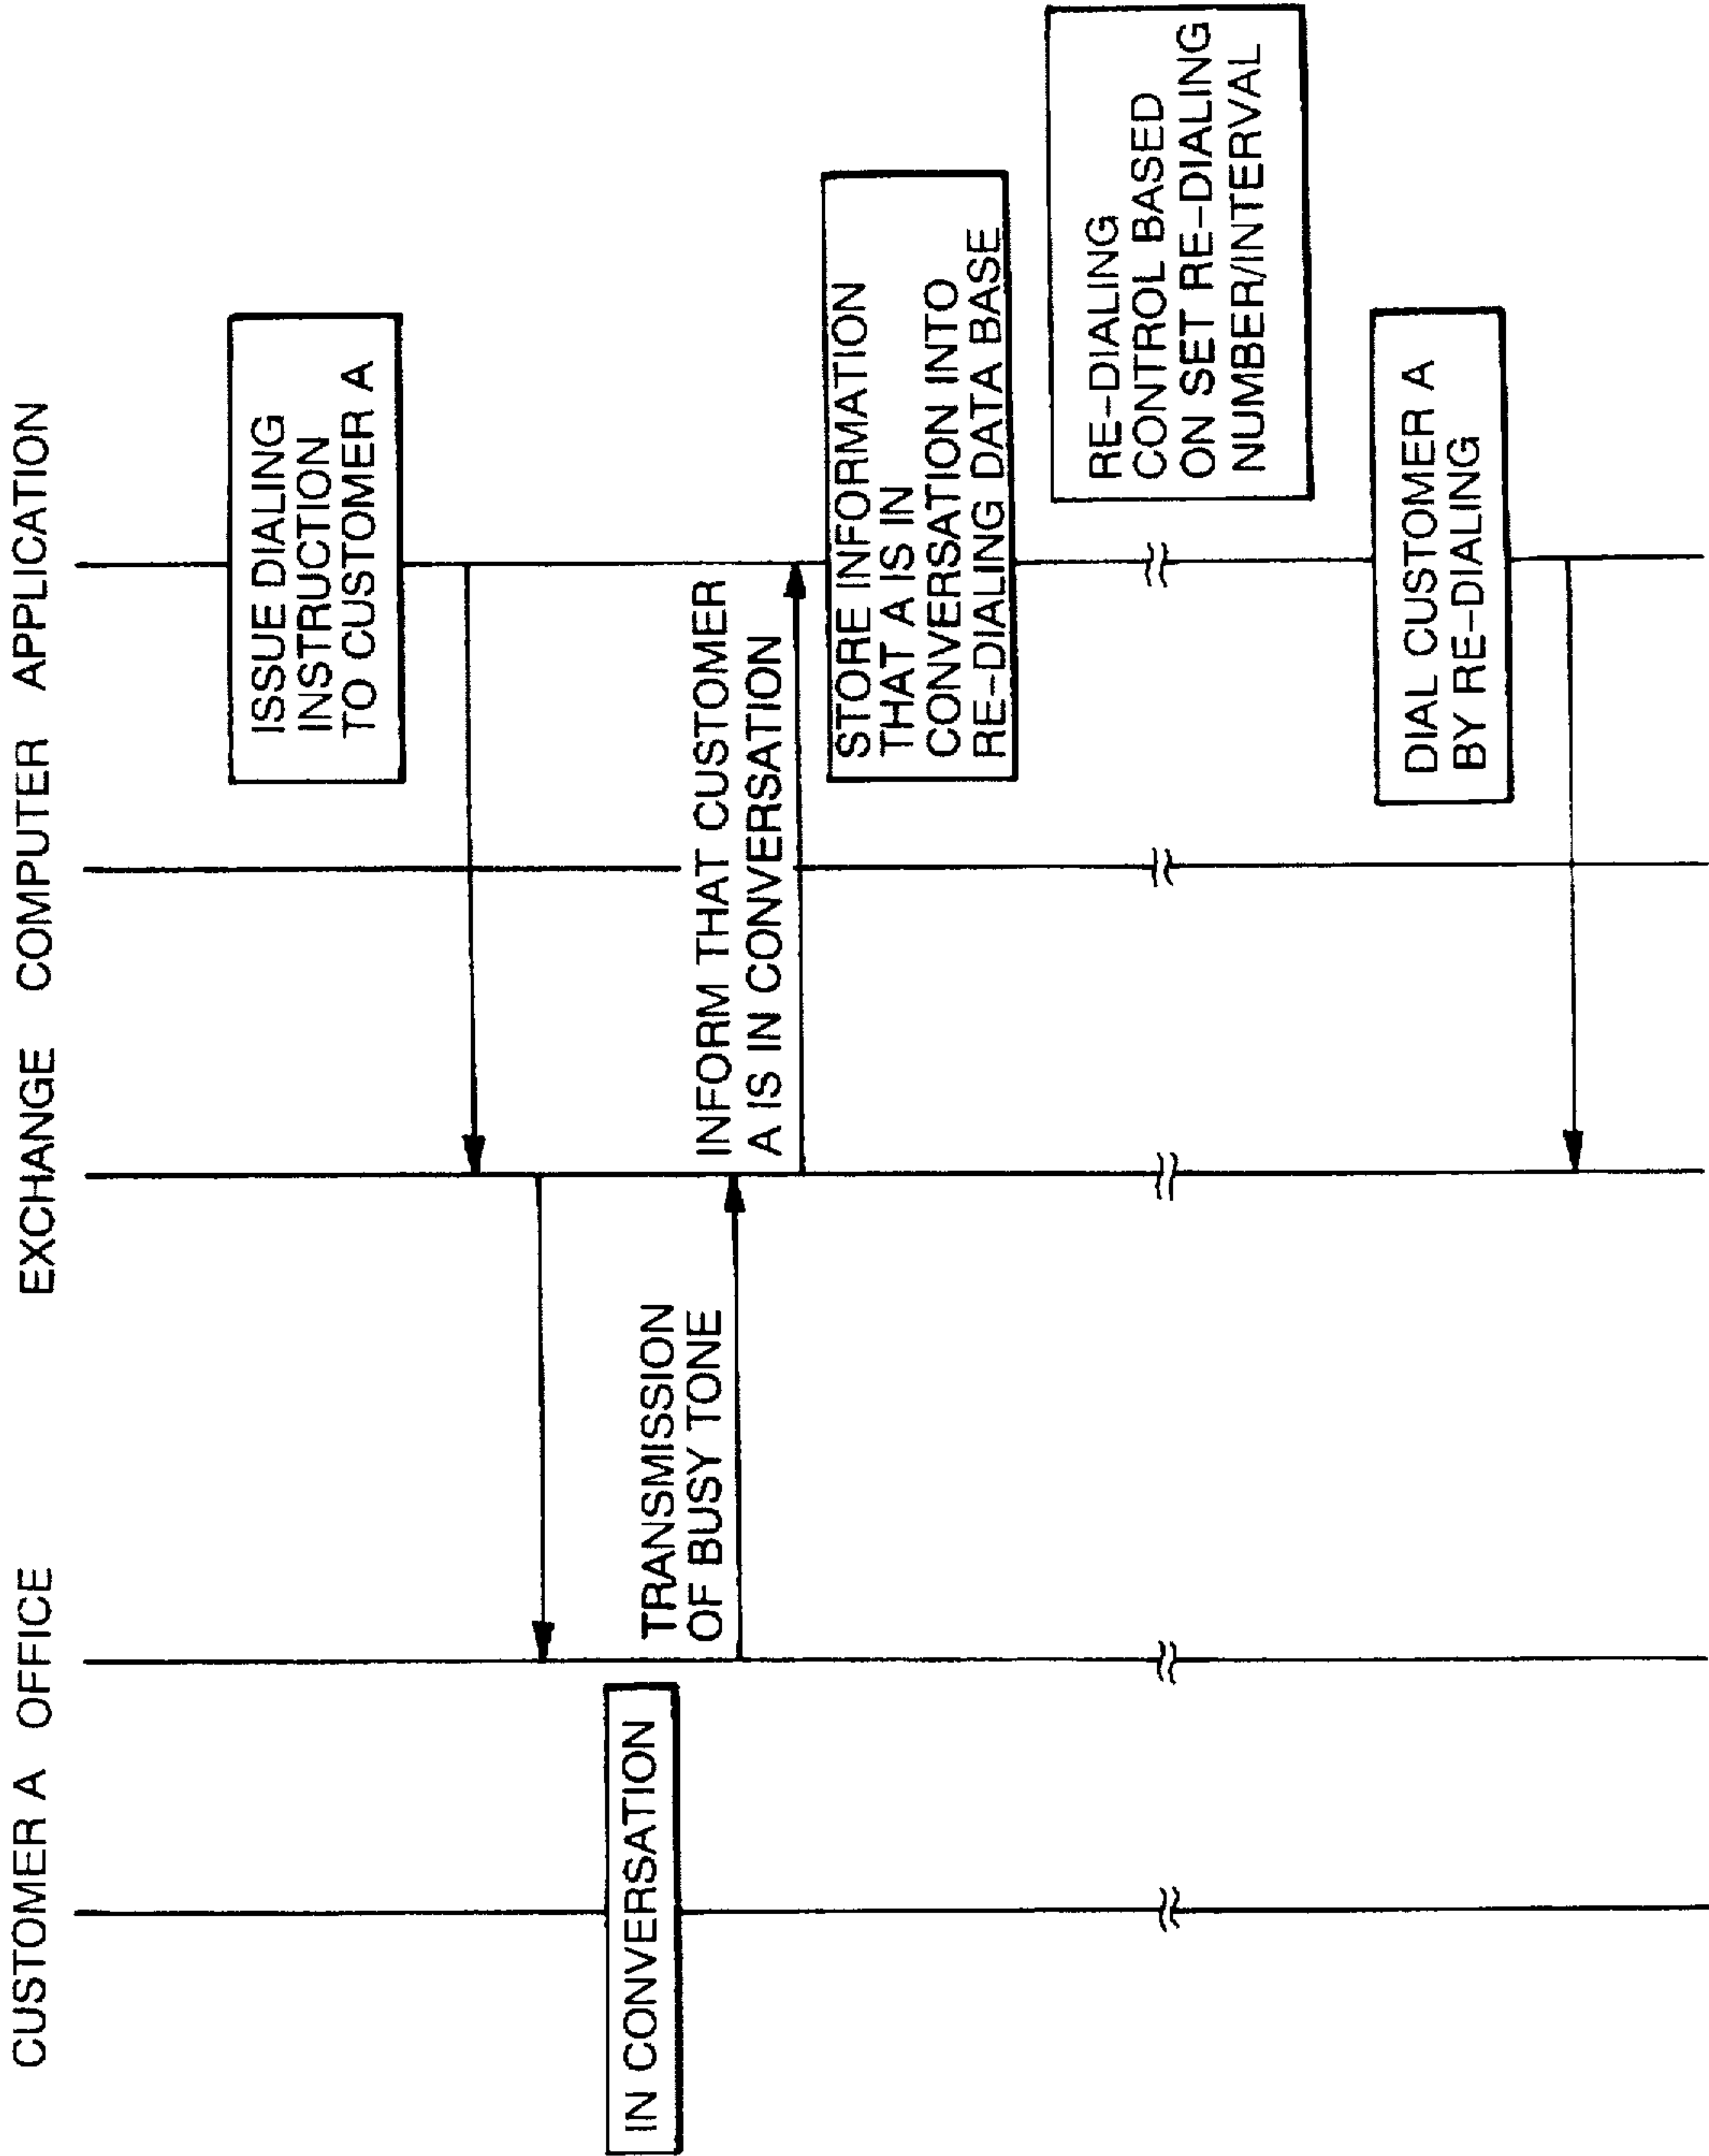 CUSTOMER A OFFICE EXCHANGE COMPUTER APPLICATION
ISSUE DIALING
INSTRUCTION
TO CUSTOMER A
IN CONVERSATION
TRANSMISSION
OF BUSY TONE
INFORM THAT CUSTOMER
A IS IN CONVERSATION
STORE INFORMATION
THAT A IS IN
CONVERSATION INTO
RE-DIALING DATA BASE
RE-DIALING
CONTROL BASED
ON SET RE-DIALING
NUMBER/INTERVAL
DIAL CUSTOMER A
BY RE-DIALING